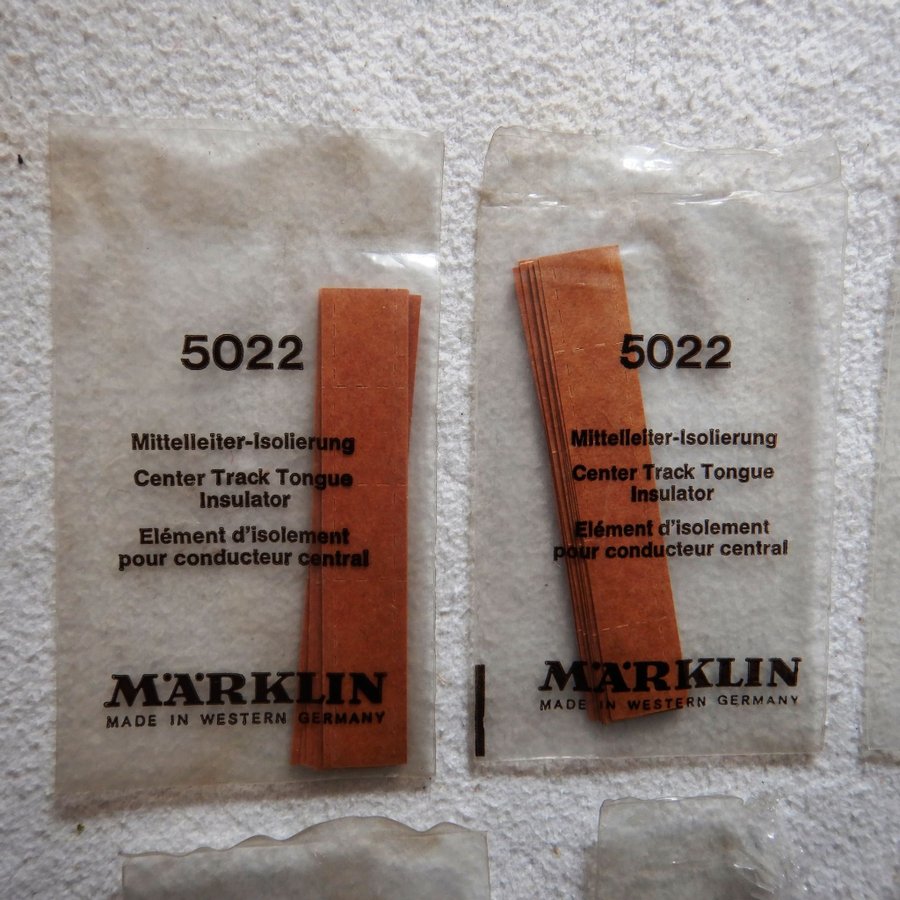 5022
Mittelleiter-Isolierung
Center Track Tongue
Insulator
Elément d'isolement
pour conducteur central
MÄRKLIN
MADE IN WESTERN GERMANY
5022
Mittelleiter-Isolierung
Center Track Tongue
Insulator
Elément d'isolement
pour conducteur central
MÄRKLIN
MADE IN WESTERN GERMANY